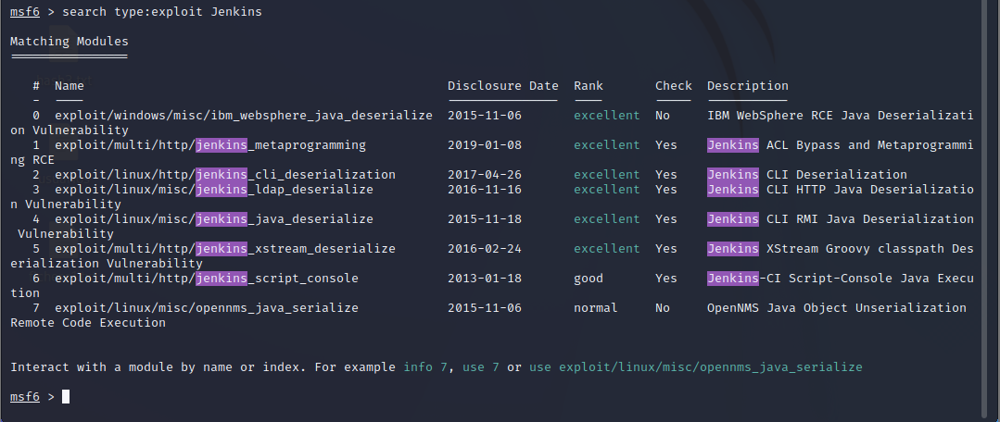 msf6 > search type:exploit Jenkins
Matching Modules
================
# Name Disclosure Date Rank Check Description
- ---- --------------- ---- ----- -----------
0 exploit/windows/misc/ibm_websphere_java_deserialize 2015-11-06 excellent No IBM WebSphere RCE Java Deserializati
on Vulnerability
1 exploit/multi/http/jenkins_metaprogramming 2019-01-08 excellent Yes Jenkins ACL Bypass and Metaprogrammi
ng RCE
2 exploit/linux/http/jenkins_cli_deserialization 2017-04-26 excellent Yes Jenkins CLI Deserialization
3 exploit/linux/http/jenkins_ldap_deserialize 2016-11-16 excellent Yes Jenkins CLI HTTP Java Deserializatio
n Vulnerability
4 exploit/linux/misc/jenkins_java_deserialize 2015-11-18 excellent Yes Jenkins CLI RMI Java Deserialization
Vulnerability
5 exploit/multi/http/jenkins_xstream_deserialize 2016-02-24 excellent Yes Jenkins XStream Groovy classpath Des
erialization Vulnerability
6 exploit/multi/http/jenkins_script_console 2013-01-18 good Yes Jenkins-CI Script-Console Java Execu
tion
7 exploit/linux/misc/opennms_java_serialize 2015-11-06 normal No OpenNMS Java Object Unserialization
Remote Code Execution
Interact with a module by name or index. For example info 7, use 7 or use exploit/linux/misc/opennms_java_serialize
msf6 >